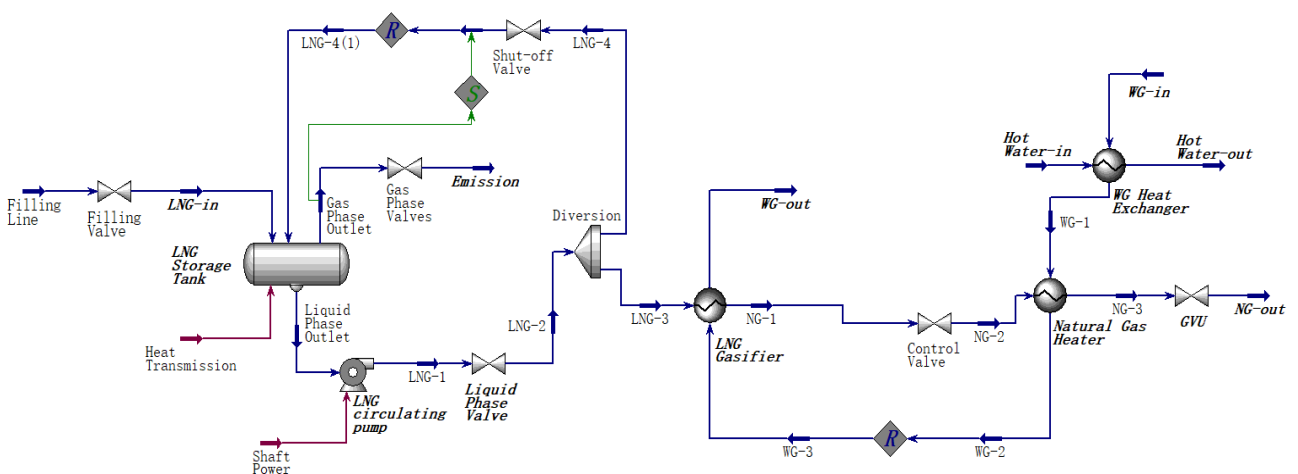 R
LNG-4(1)
Shut-off
Valve
LNG-4
S
WG-in
Hot
Water-in
Hot
Water-out
WG Heat
Exchanger
WG-1
Filling
Line
Filling
Valve
LNG-in
Gas
Phase
Outlet
Gas
Phase
Valves
Emission
LNG
Storage
Tank
Diversion
WG-out
Liquid
Phase
Outlet
LNG-2
LNG-3
LNG
Gasifier
NG-1
Control
Valve
NG-2
Natural Gas
Heater
NG-3
GVU
NG-out
Heat
Transmission
LNG
circulating
pump
LNG-1
Liquid
Phase
Valve
Shaft
Power
WG-3
R
WG-2